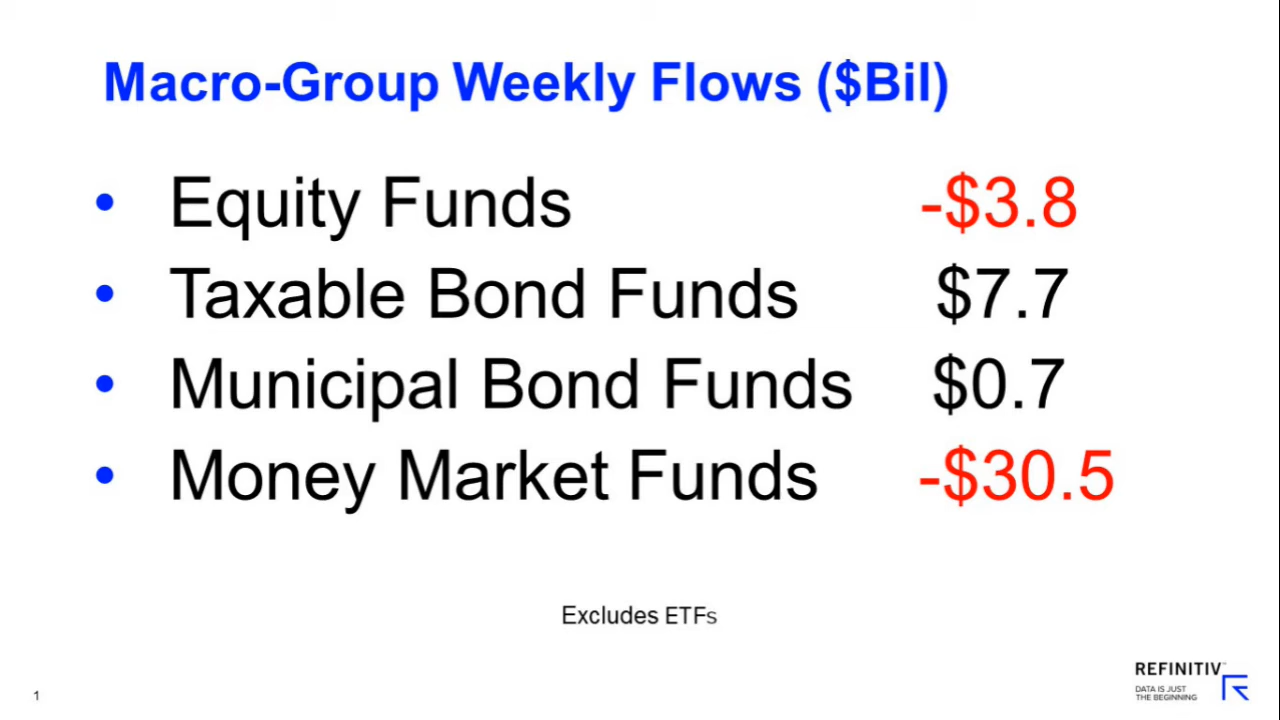 Macro-Group Weekly Flows ($Bil)
• Equity Funds -$3.8
• Taxable Bond Funds $7.7
• Municipal Bond Funds $0.7
• Money Market Funds -$30.5
Excludes ETFs
REFINITIV™
DATA IS JUST
THE BEGINNING
1